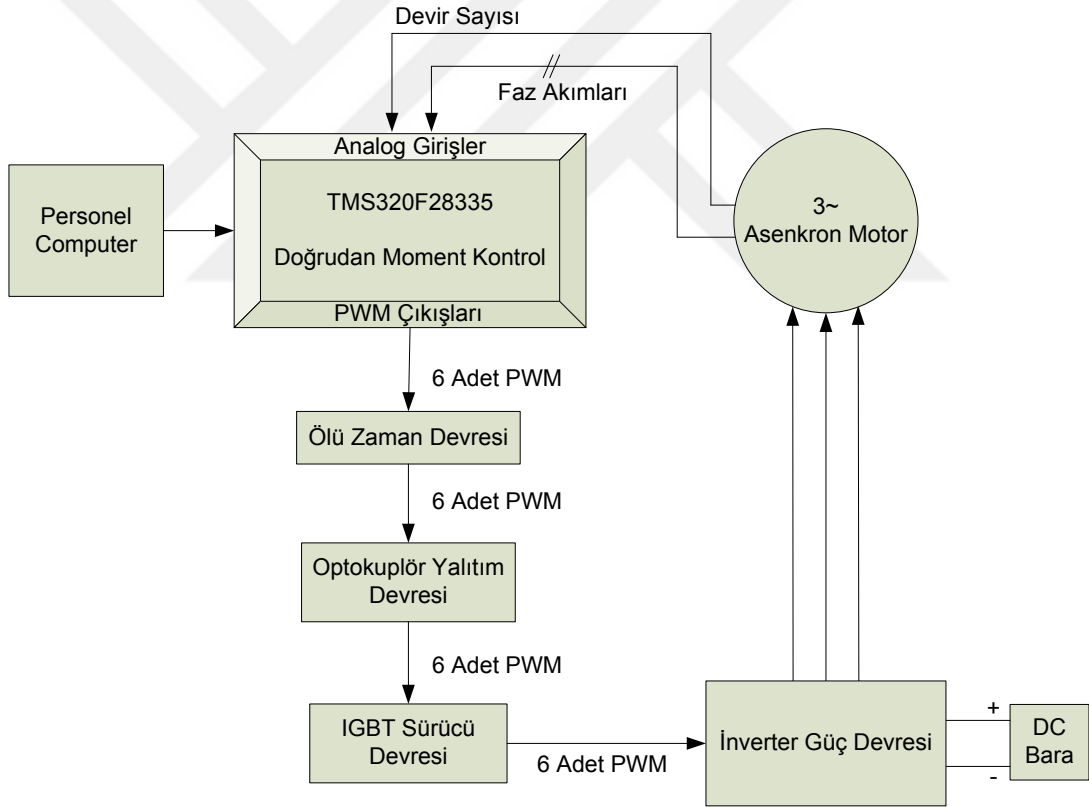 Devir Sayısı
Faz Akımları
Analog Girişler
TMS320F28335
Doğrudan Moment Kontrol
PWM Çıkışları
Personel
Computer
3~
Asenkron Motor
6 Adet PWM
Ölü Zaman Devresi
6 Adet PWM
Optokuplör Yalıtım
Devresi
6 Adet PWM
IGBT Sürücü
Devresi
6 Adet PWM
İnverter Güç Devresi
+
-
DC
Bara